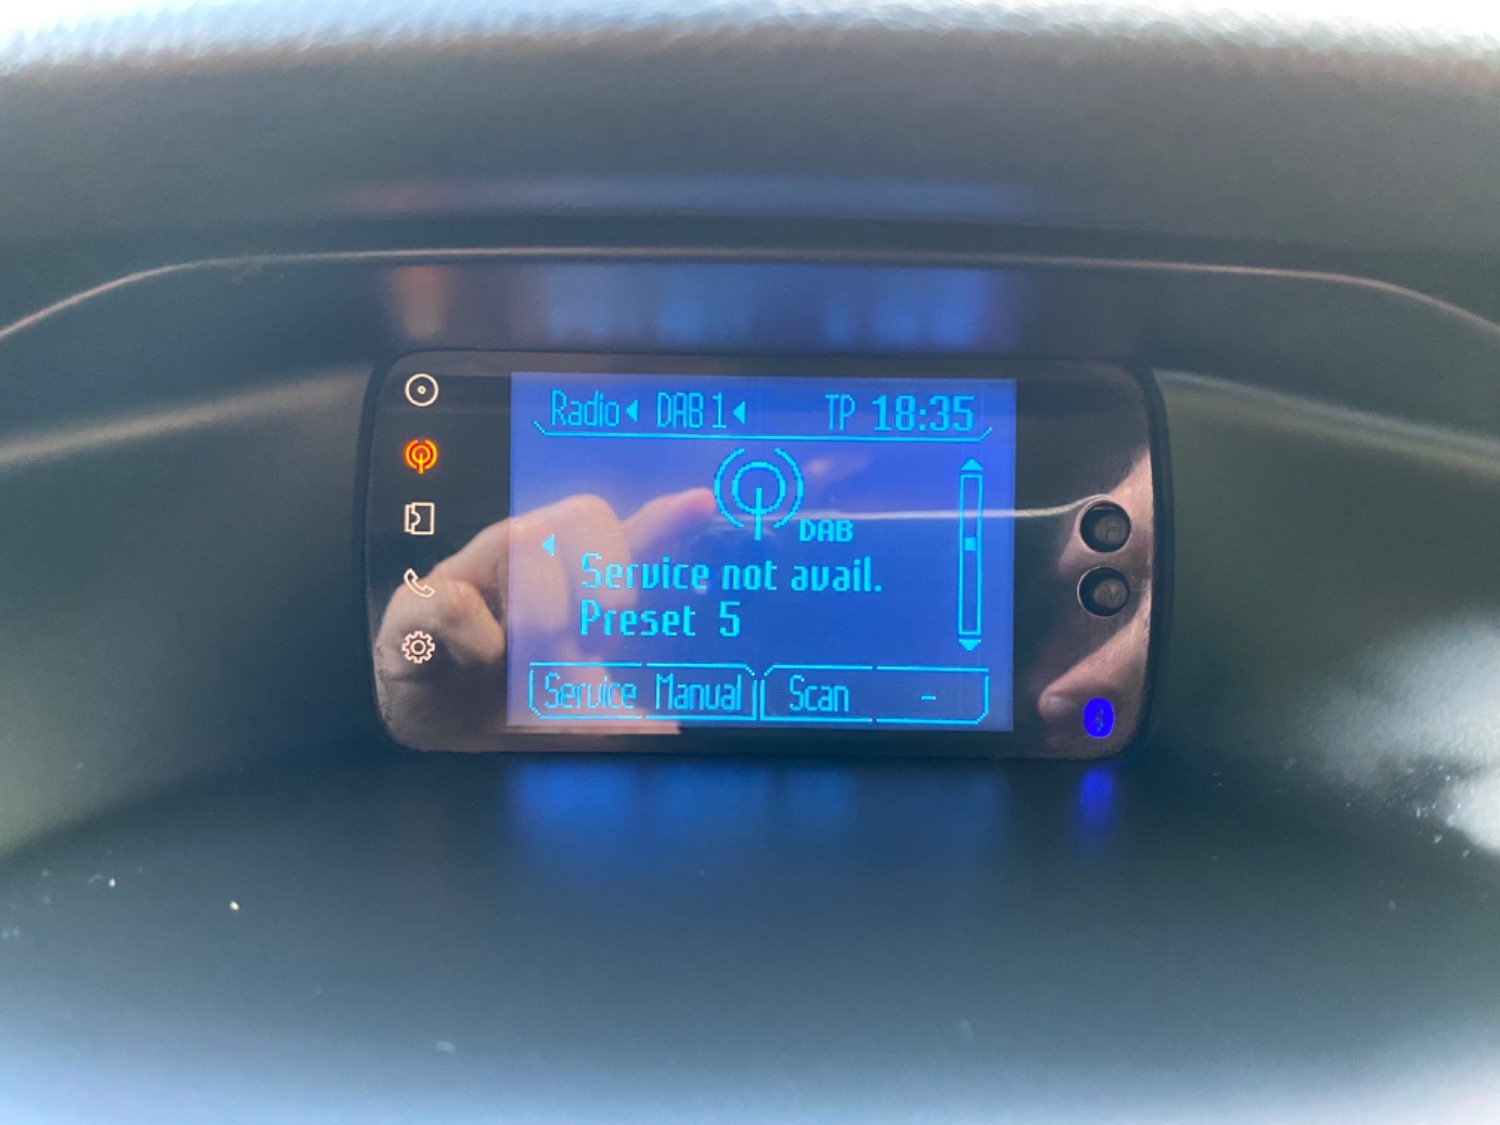 Radio DAB 1 TP 18:35
DAB
Service not avail.
Preset 5
Service Manual Scan -
H
M